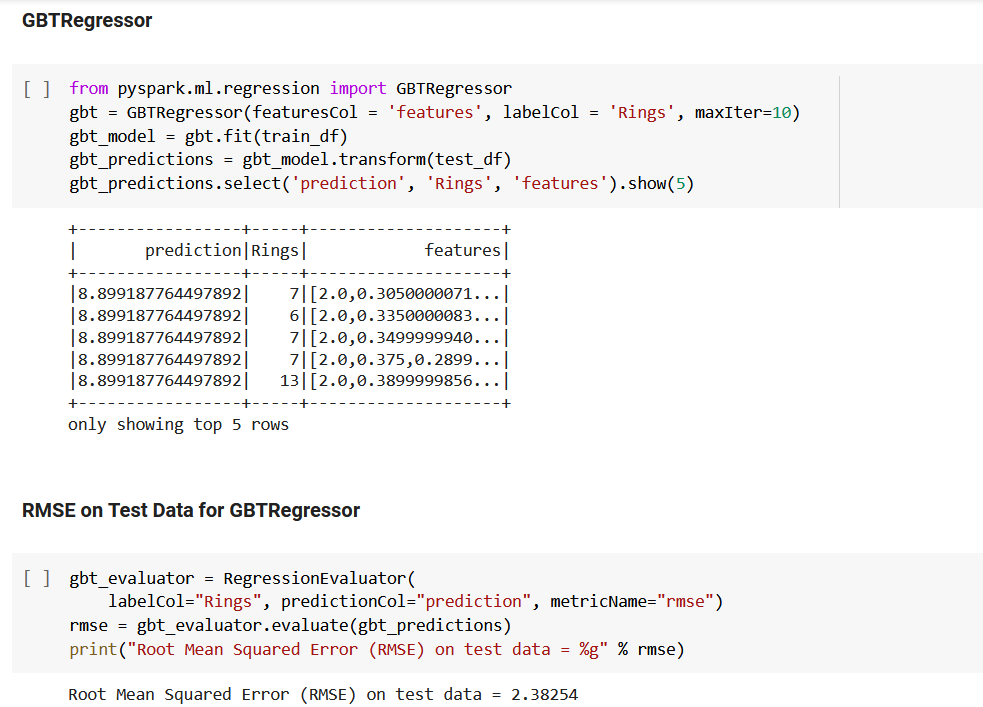 GBTRegressor
[ ] from pyspark.ml.regression import GBTRegressor
gbt = GBTRegressor(featuresCol = 'features', labelCol = 'Rings', maxIter=10)
gbt_model = gbt.fit(train_df)
gbt_predictions = gbt_model.transform(test_df)
gbt_predictions.select('prediction', 'Rings', 'features').show(5)
+-----------------+-----+--------------------+
|       prediction|Rings|            features|
+-----------------+-----+--------------------+
|8.899187764497892|    7|[2.0,0.3050000071...|
|8.899187764497892|    6|[2.0,0.3350000083...|
|8.899187764497892|    7|[2.0,0.3499999940...|
|8.899187764497892|    7|[2.0,0.375,0.2899...|
|8.899187764497892|   13|[2.0,0.3899999856...|
+-----------------+-----+--------------------+
only showing top 5 rows
RMSE on Test Data for GBTRegressor
[ ] gbt_evaluator = RegressionEvaluator(
    labelCol="Rings", predictionCol="prediction", metricName="rmse")
rmse = gbt_evaluator.evaluate(gbt_predictions)
print("Root Mean Squared Error (RMSE) on test data = %g" % rmse)
Root Mean Squared Error (RMSE) on test data = 2.38254